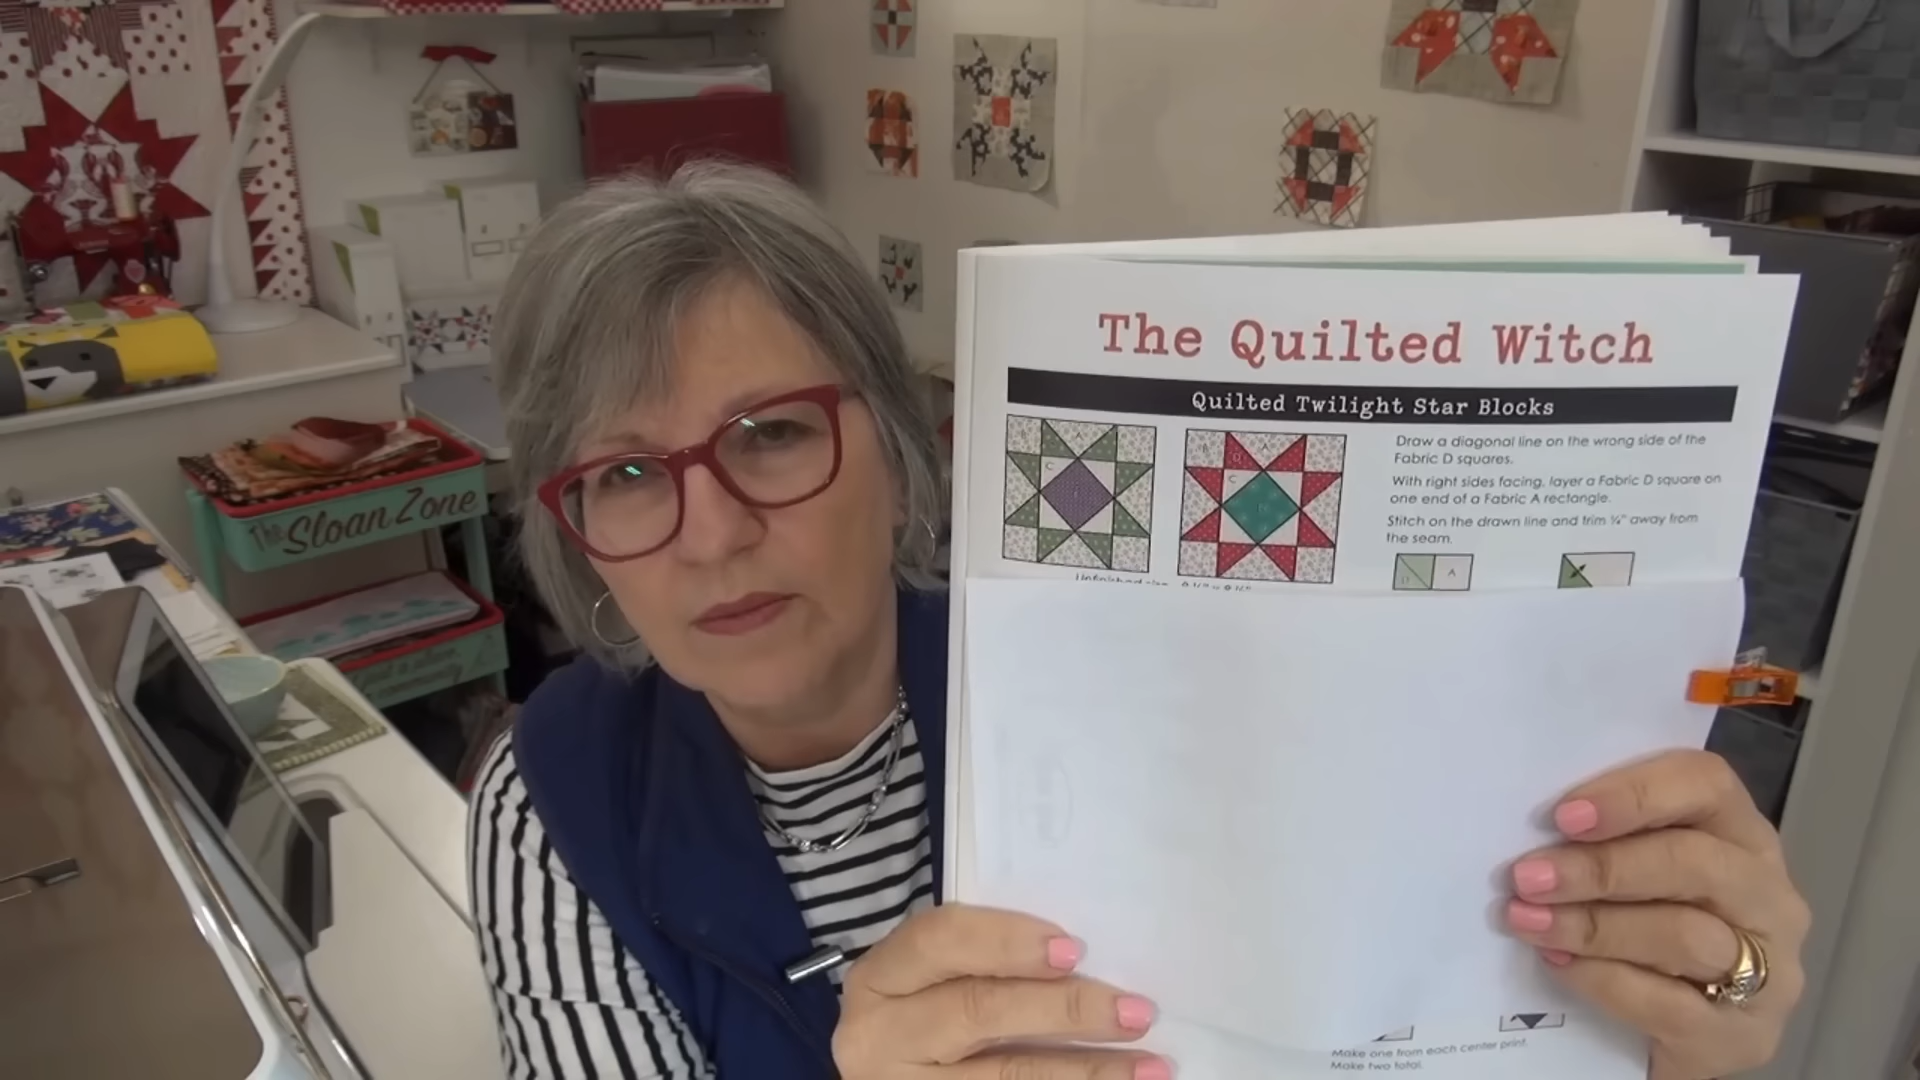 The Quilted Witch
Quilted Twilight Star Blocks
Draw a diagonal line on the wrong side of the
Fabric D squares.
With right sides facing, layer a Fabric D square on
one end of a Fabric A rectangle.
Stitch on the drawn line and trim ¼" away from
the seam.
B
A
C
B
D
A
C
D
A
The Sloan Zone
Make one from each center print.
Make two total.